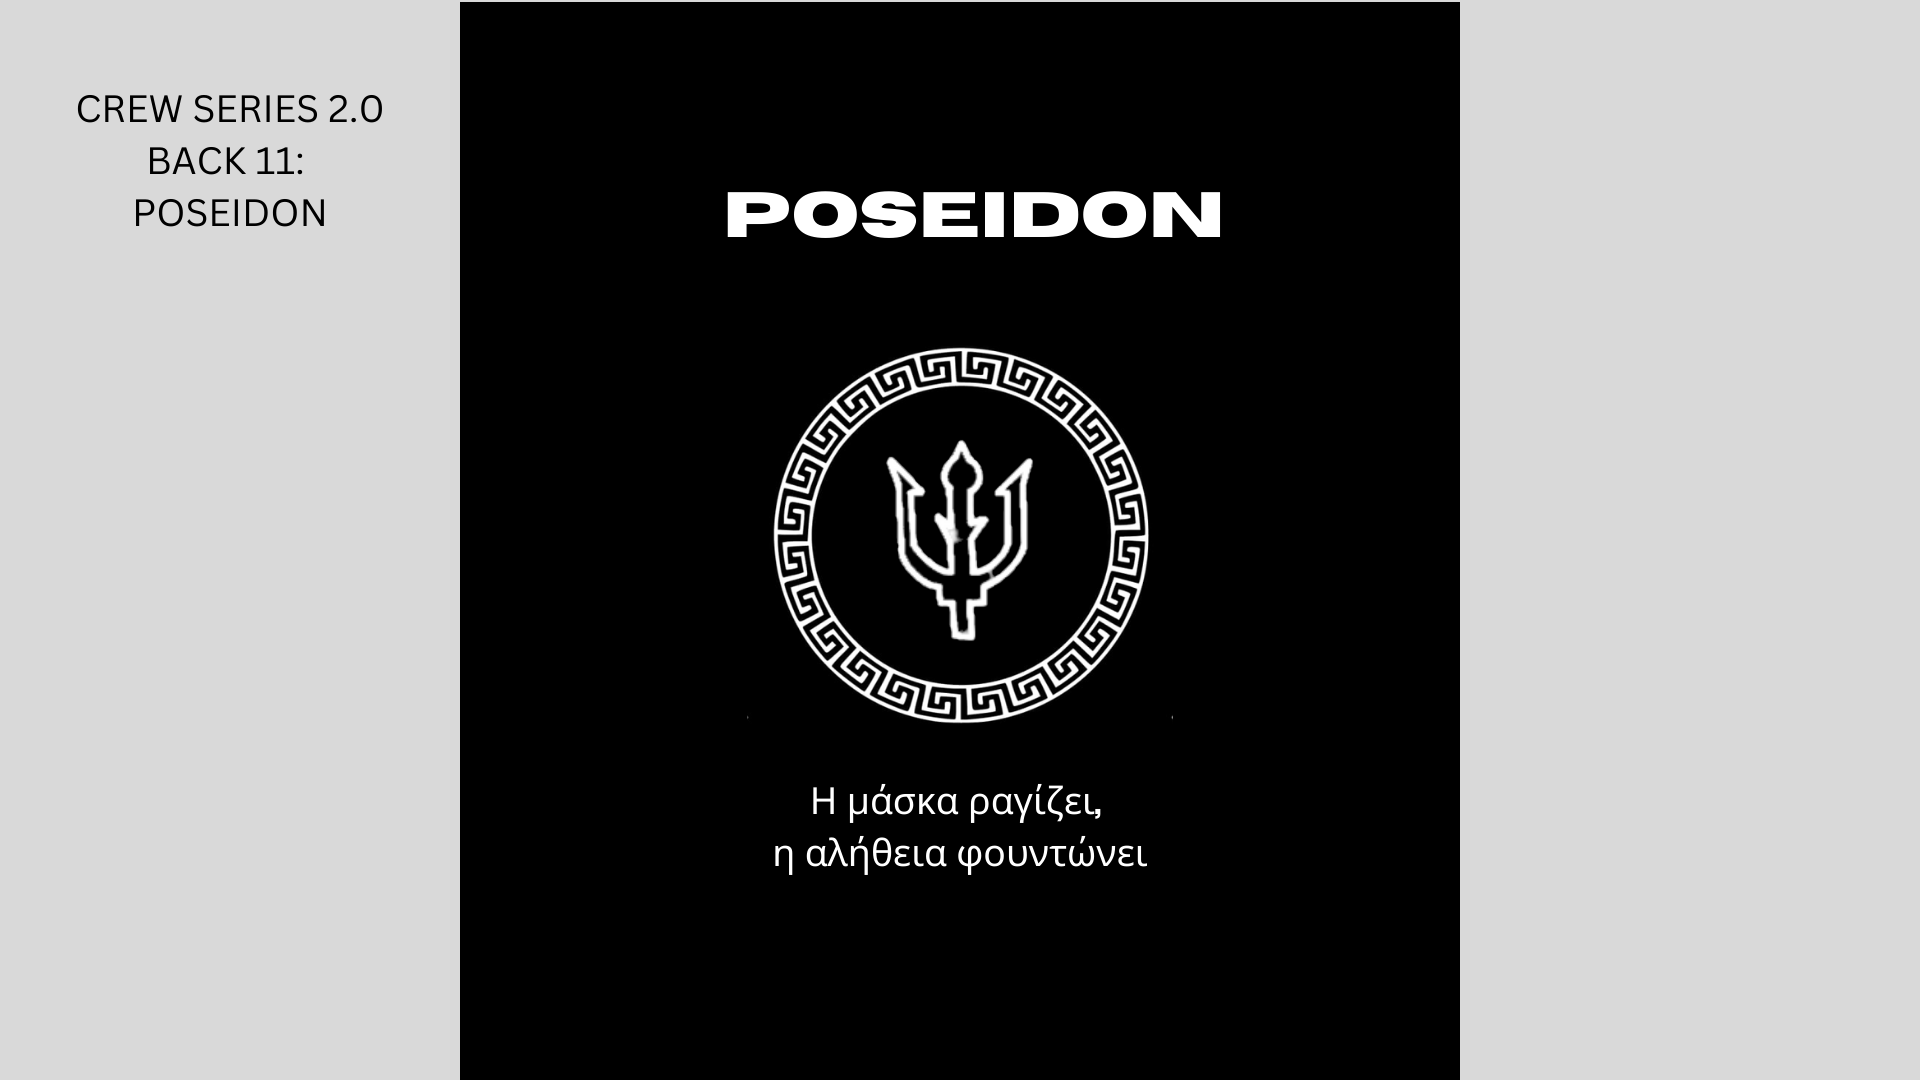 CREW SERIES 2.0
BACK 11:
POSEIDON
POSEIDON
Η μάσκα ραγίζει,
η αλήθεια φουντώνει